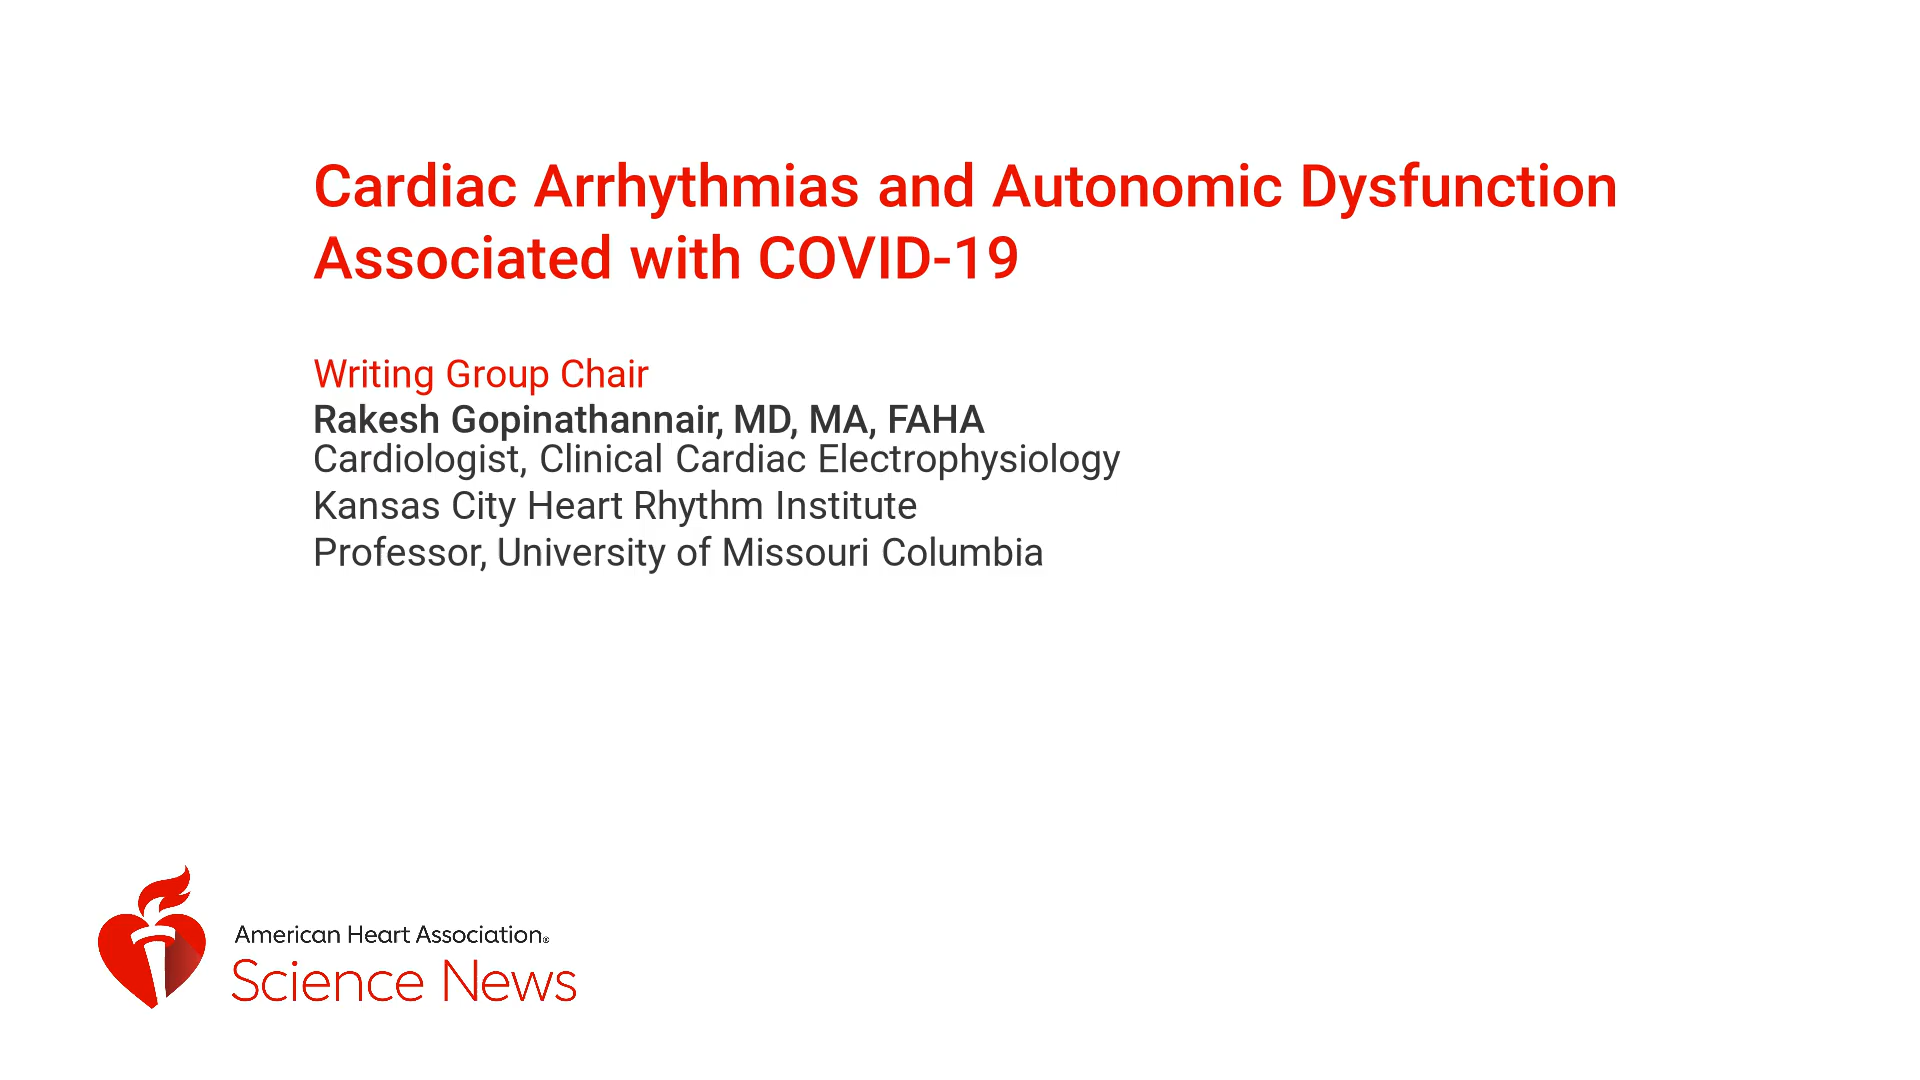 Cardiac Arrhythmias and Autonomic Dysfunction
Associated with COVID-19
Writing Group Chair
Rakesh Gopinathannair, MD, MA, FAHA
Cardiologist, Clinical Cardiac Electrophysiology
Kansas City Heart Rhythm Institute
Professor, University of Missouri Columbia
American Heart Association®
Science News